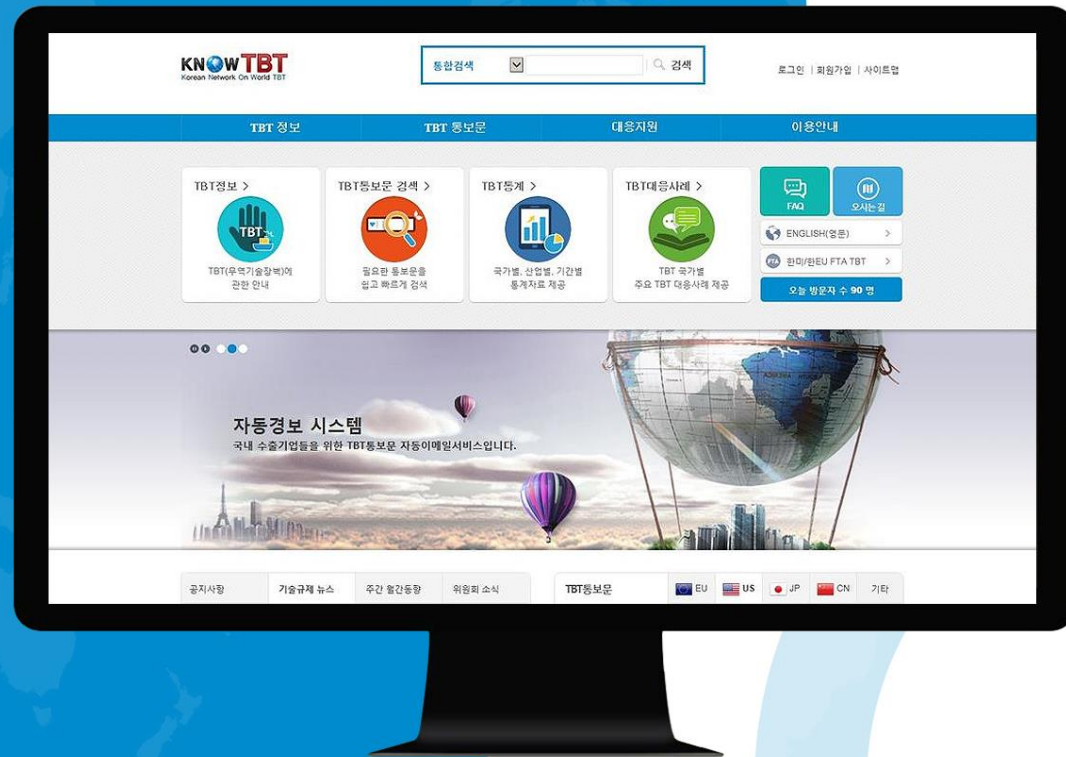 KNOW TBT
Korean Network On World TBT
통합검색
검색
로그인 | 회원가입 | 사이트맵
TBT 정보
TBT 통보문
대응지원
이용안내
TBT정보 >
TBT
TBT(무역기술장벽)에
관한 안내
TBT통보문 검색 >
필요한 통보문을
쉽고 빠르게 검색
TBT통계 >
국가별, 산업별, 기간별
통계자료 제공
TBT대응사례 >
TBT 국가별
주요 TBT 대응사례 제공
FAQ
오시는길
ENGLISH(영문) >
FTA 한미/한EU FTA TBT >
오늘 방문자 수 90 명
자동경보 시스템
국내 수출기업들을 위한 TBT통보문 자동이메일서비스입니다.
공지사항
기술규제 뉴스
주간 월간동향
위원회 소식
TBT통보문
EU
US
JP
CN
기타